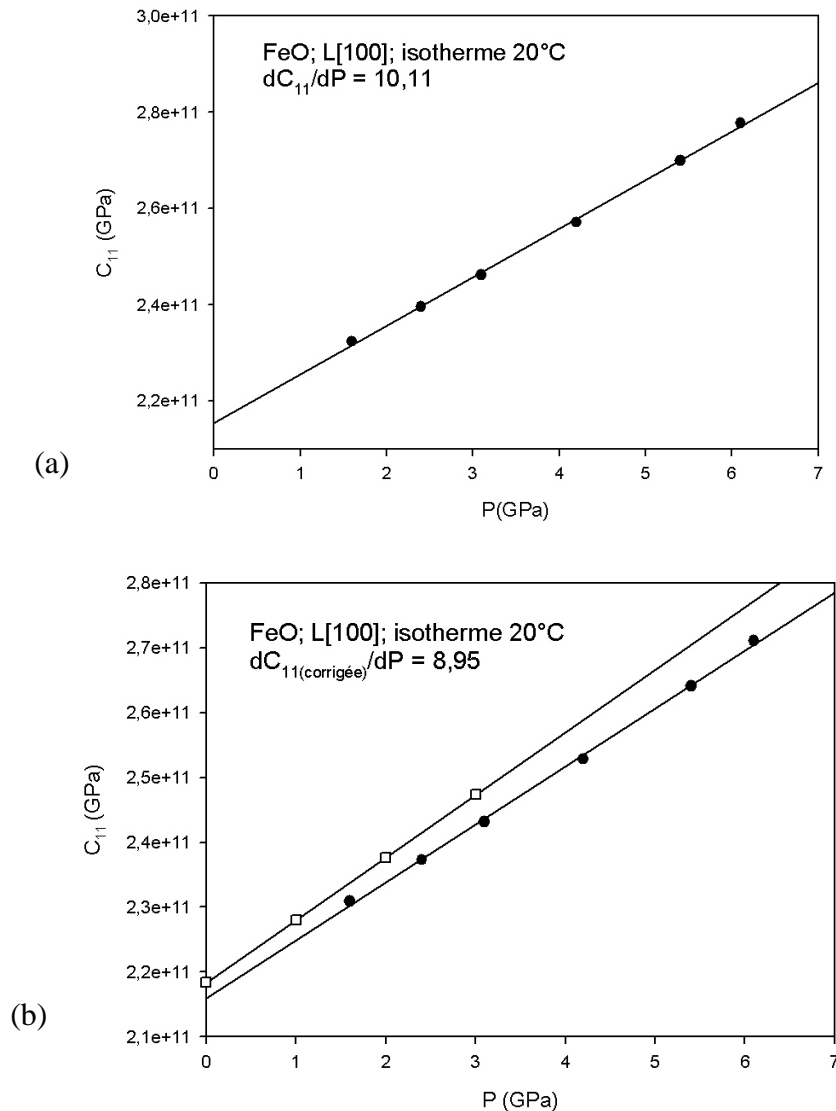 3,0e+11
FeO; L[100]; isotherme 20°C
dC11/dP = 10,11
2,8e+11
C11 (GPa)
2,6e+11
2,4e+11
2,2e+11
(a)
0 1 2 3 4 5 6 7
P(GPa)
2,8e+11
FeO; L[100]; isotherme 20°C
dC11(corrigée)/dP = 8,95
2,7e+11
2,6e+11
C11 (GPa)
2,5e+11
2,4e+11
2,3e+11
2,2e+11
(b)
2,1e+11
0 1 2 3 4 5 6 7
P (GPa)